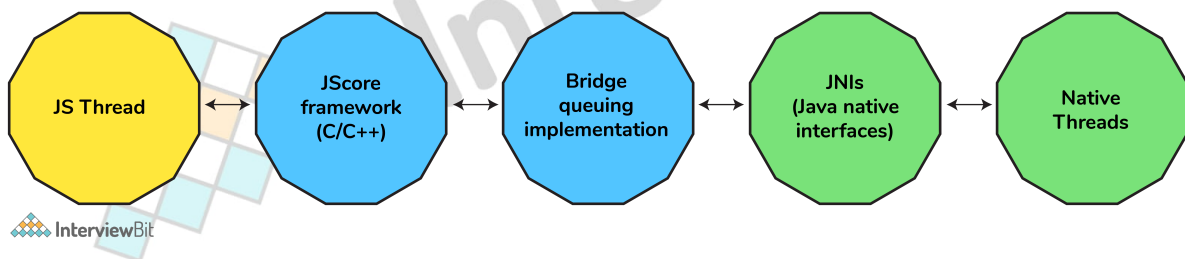 JS Thread
JScore
framework
(C/C++)
Bridge
queuing
implementation
JNIs
(Java native
interfaces)
Native
Threads
InterviewBit